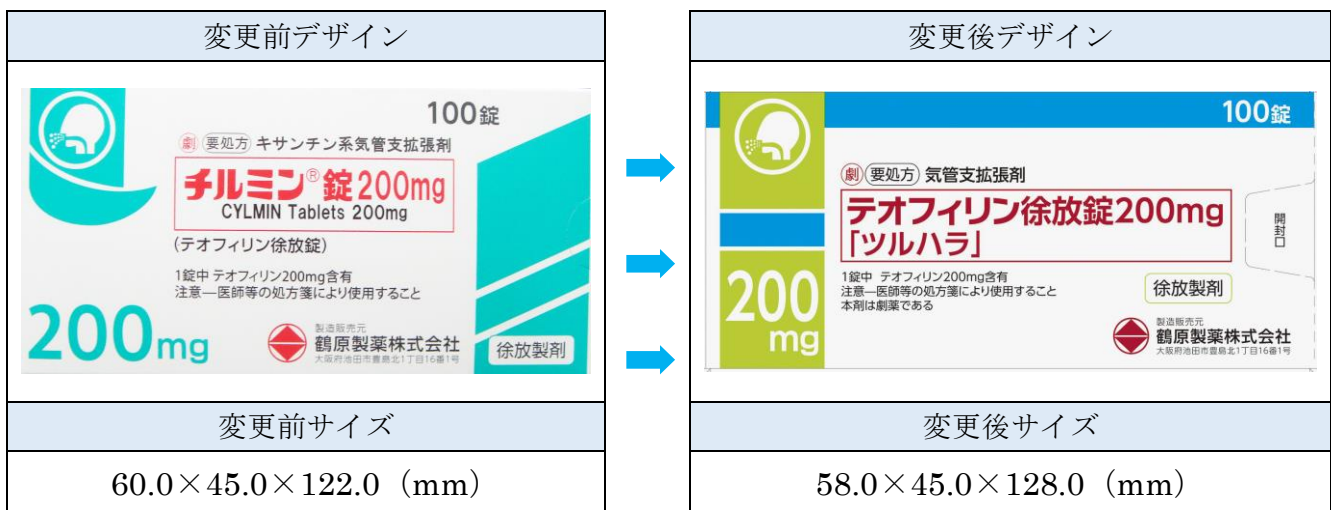 変更前デザイン
100錠
劇 要処方 キサンチン系気管支拡張剤
チルミン®錠200mg
CYLMIN Tablets 200mg
(テオフィリン徐放錠)
1錠中 テオフィリン200mg含有
注意―医師等の処方箋により使用すること
200mg
製造販売元
鶴原製薬株式会社
大阪府池田市豊島北1丁目16番1号
徐放製剤
変更前サイズ
60.0×45.0×122.0（mm）
変更後デザイン
100錠
劇 要処方 気管支拡張剤
テオフィリン徐放錠200mg
「ツルハラ」
開封口
1錠中 テオフィリン200mg含有
注意―医師等の処方箋により使用すること
本剤は劇薬である
徐放製剤
200
mg
製造販売元
鶴原製薬株式会社
大阪府池田市豊島北1丁目16番1号
変更後サイズ
58.0×45.0×128.0（mm）